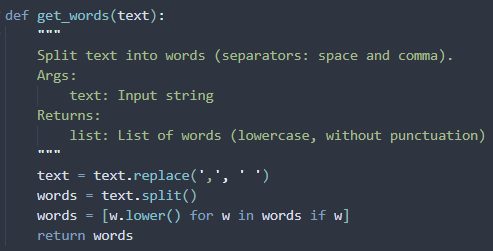 def get_words(text):
    """
    Split text into words (separators: space and comma).
    Args:
        text: Input string
    Returns:
        list: List of words (lowercase, without punctuation)
    """
    text = text.replace(',', ' ')
    words = text.split()
    words = [w.lower() for w in words if w]
    return words